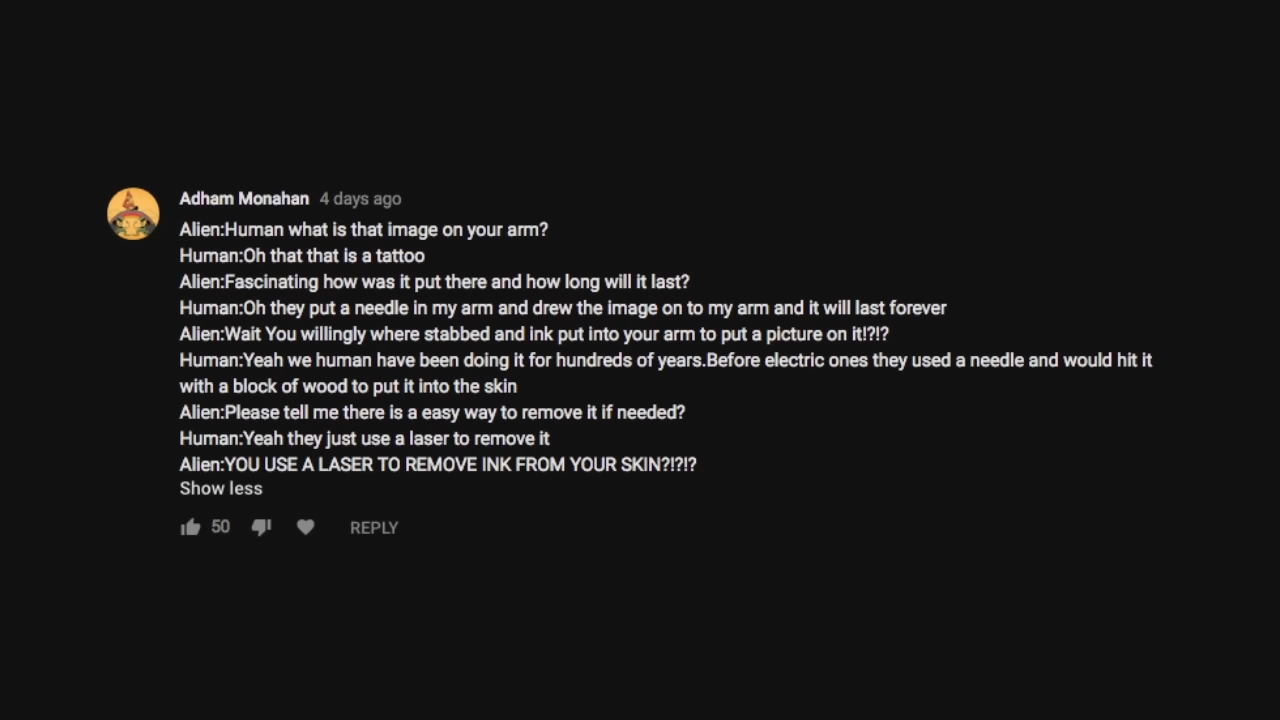 Adham Monahan 4 days ago
Alien:Human what is that image on your arm?
Human:Oh that that is a tattoo
Alien:Fascinating how was it put there and how long will it last?
Human:Oh they put a needle in my arm and drew the image on to my arm and it will last forever
Alien:Wait You willingly where stabbed and ink put into your arm to put a picture on it!?!?
Human:Yeah we human have been doing it for hundreds of years.Before electric ones they used a needle and would hit it
with a block of wood to put it into the skin
Alien:Please tell me there is a easy way to remove it if needed?
Human:Yeah they just use a laser to remove it
Alien:YOU USE A LASER TO REMOVE INK FROM YOUR SKIN?!?!?
Show less
50 REPLY